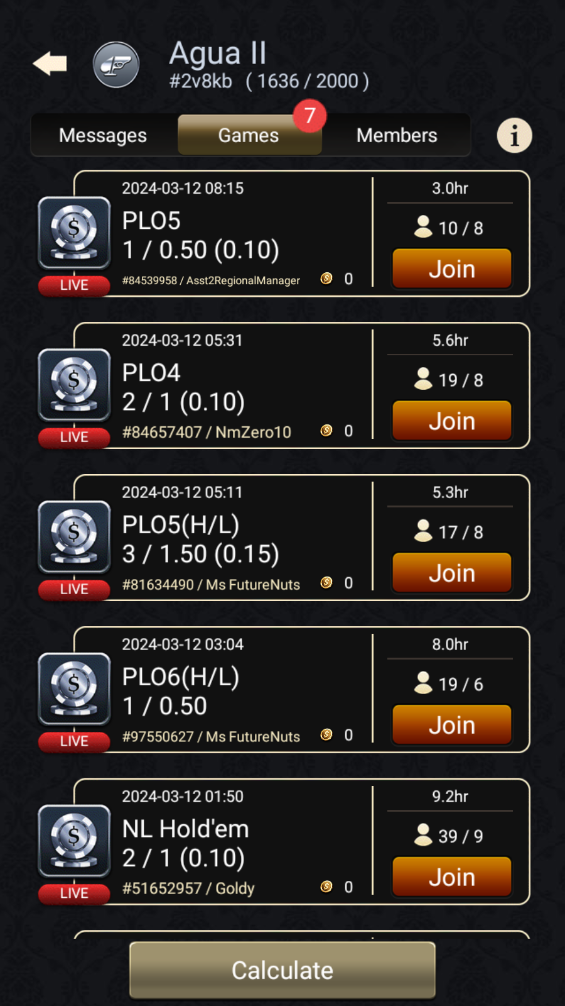 Agua II
#2v8kb ( 1636 / 2000 )
Messages Games 7 Members i
2024-03-12 08:15 3.0hr
PLO5 10 / 8
1 / 0.50 (0.10) Join
LIVE #84539958 / Asst2RegionalManager 0
2024-03-12 05:31 5.6hr
PLO4 19 / 8
2 / 1 (0.10) Join
LIVE #84657407 / NmZero10 0
2024-03-12 05:11 5.3hr
PLO5(H/L) 17 / 8
3 / 1.50 (0.15) Join
LIVE #81634490 / Ms FutureNuts 0
2024-03-12 03:04 8.0hr
PLO6(H/L) 19 / 6
1 / 0.50 Join
LIVE #97550627 / Ms FutureNuts 0
2024-03-12 01:50 9.2hr
NL Hold'em 39 / 9
2 / 1 (0.10) Join
LIVE #51652957 / Goldy 0
Calculate